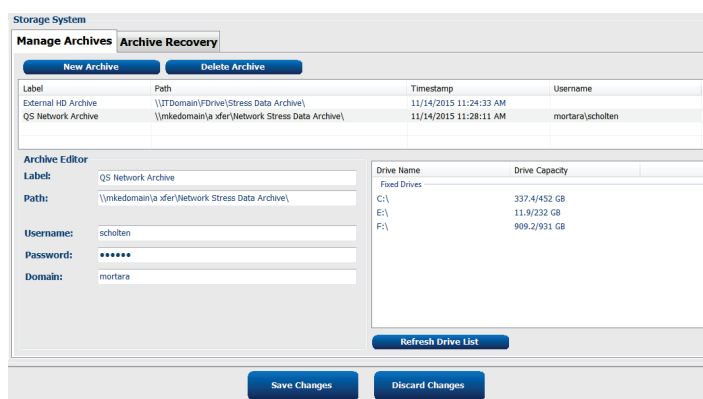 Storage System
Manage Archives Archive Recovery
New Archive Delete Archive
Label Path Timestamp Username
External HD Archive \\ITDomain\FDrive\Stress Data Archive\ 11/14/2015 11:24:33 AM
QS Network Archive \\mkedomain\a xfer\Network Stress Data Archive\ 11/14/2015 11:28:11 AM mortara\scholten
Archive Editor
Label: QS Network Archive
Path: \\mkedomain\a xfer\Network Stress Data Archive\
Username: scholten
Password: ●●●●●●
Domain: mortara
Drive Name Drive Capacity
Fixed Drives
C:\ 337.4/452 GB
E:\ 11.9/232 GB
F:\ 909.2/931 GB
Refresh Drive List
Save Changes Discard Changes